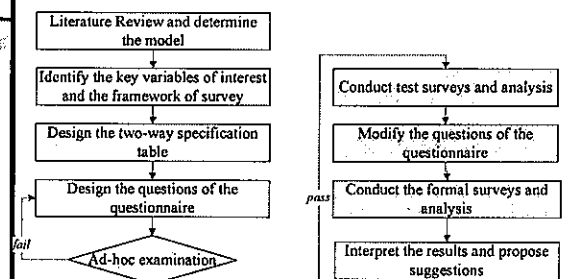 Literature Review and determine
the model
Identify the key variables of interest
and the framework of survey
Design the two-way specification
table
Design the questions of the
questionnaire
fail
Ad-hoc examination
Conduct test surveys and analysis
Modify the questions of the
questionnaire
pass
Conduct the formal surveys and
analysis
Interpret the results and propose
suggestions